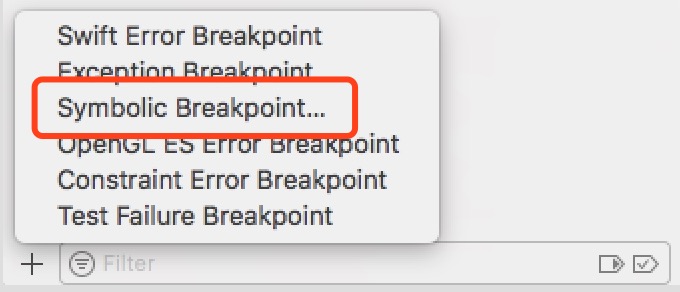 Swift Error Breakpoint
Exception Breakpoint
Symbolic Breakpoint...
OpenGL ES Error Breakpoint
Constraint Error Breakpoint
Test Failure Breakpoint
Filter